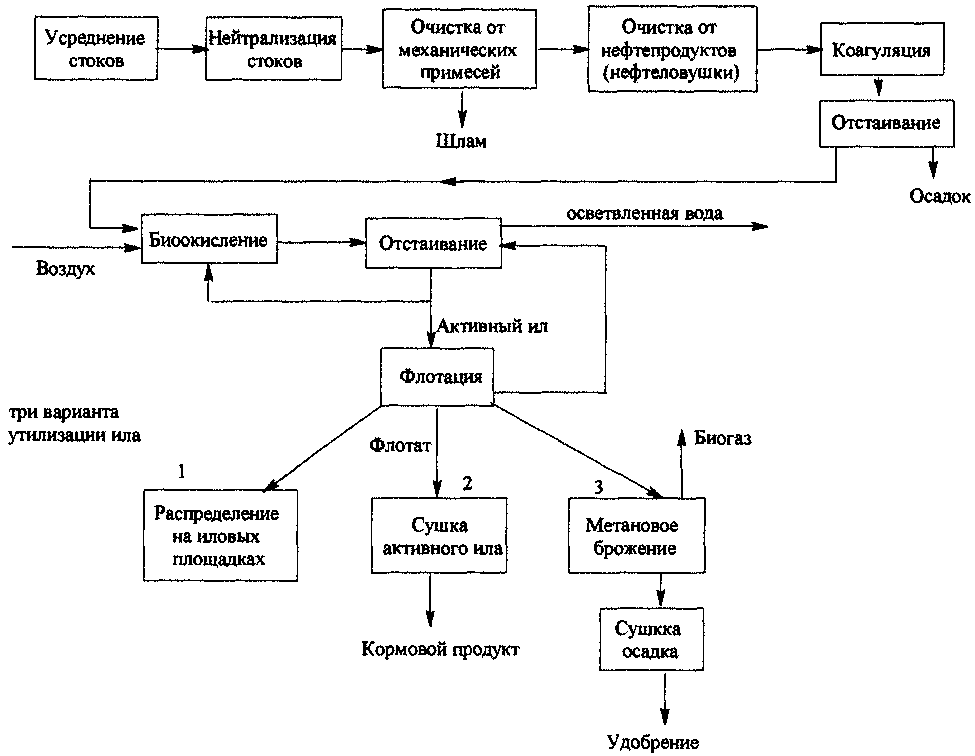 Усреднение
стоков
Нейтрализация
стоков
Очистка от
механических
примесей
Очистка от
нефтепродуктов
(нефтеловушки)
Коагуляция
Шлам
Отстаивание
Осадок
осветвленная вода
Биоокисление
Отстаивание
Воздух
Активный ил
Флотация
три варианта
утилизации ила
Флотат
Биогаз
1
2
3
Распределение
на иловых
площадках
Сушка
активного ила
Метановое
брожение
Кормовой продукт
Сушкка
осадка
Удобрение